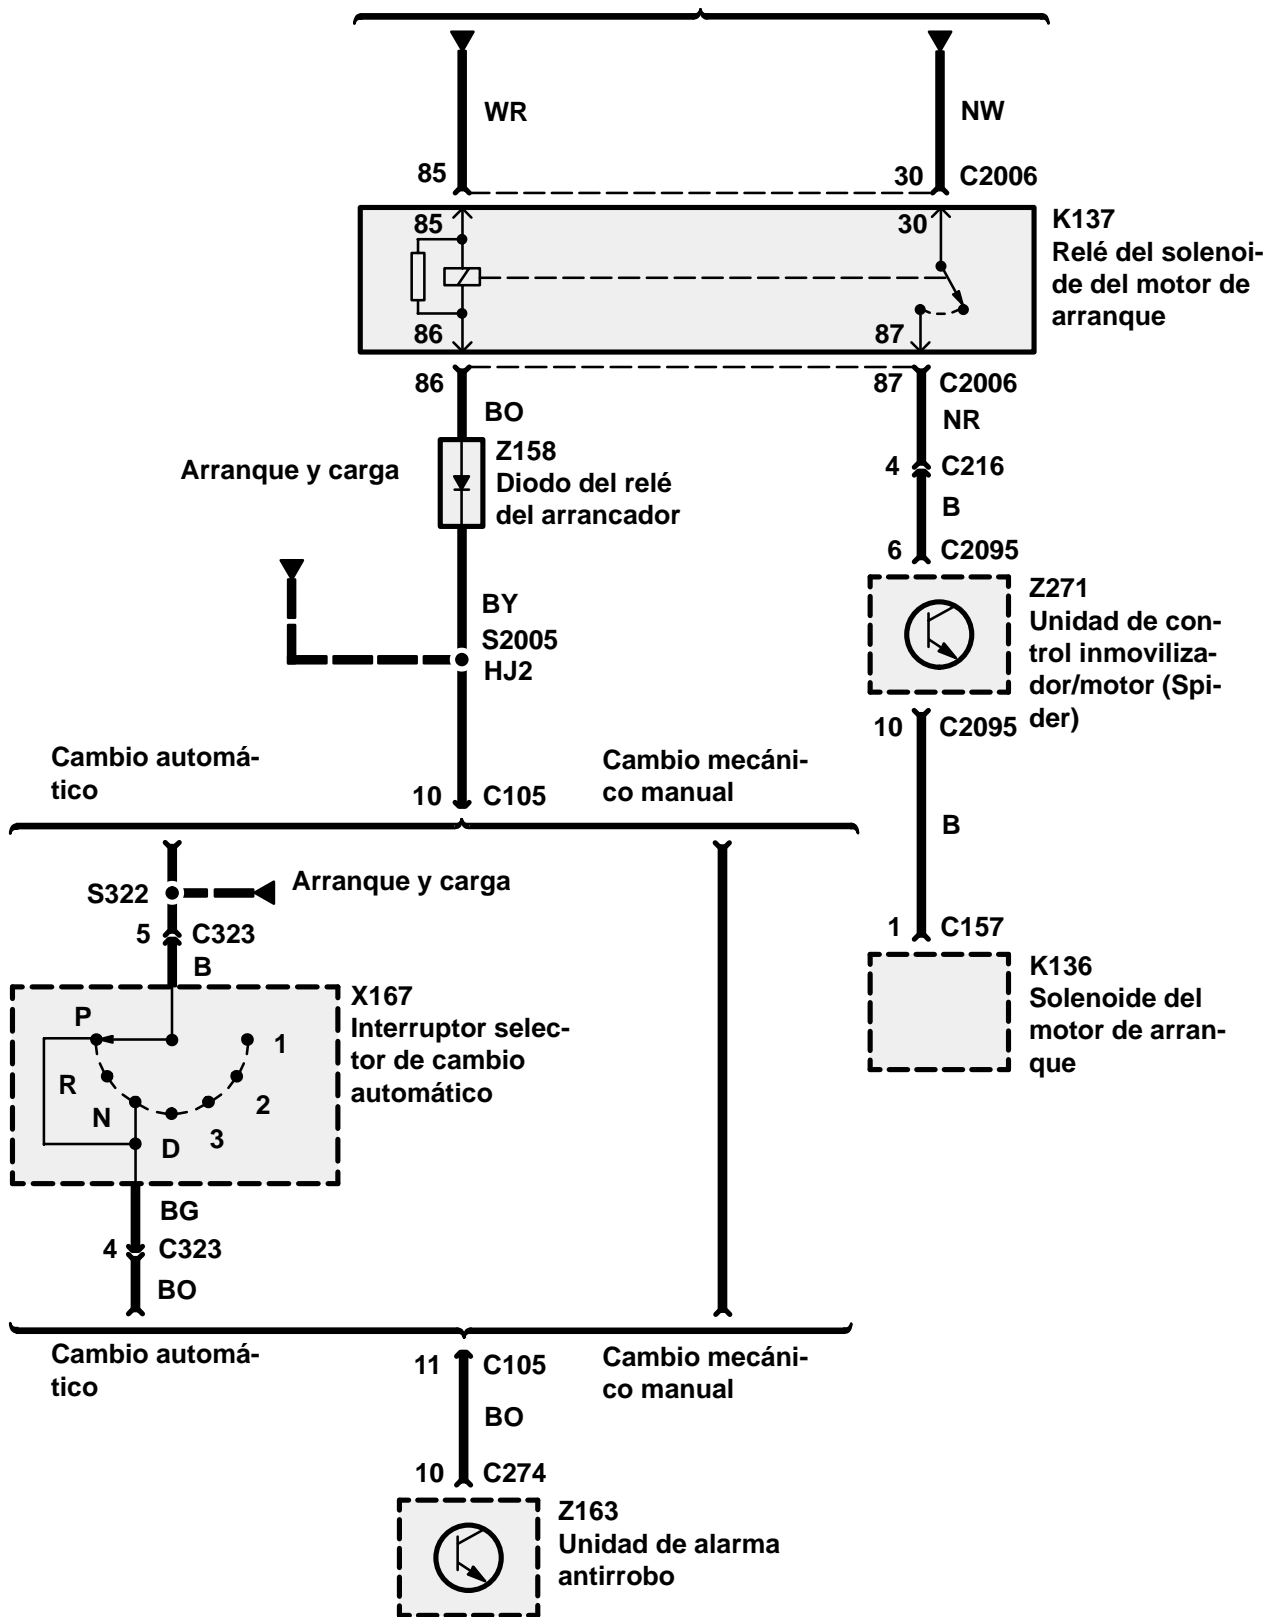 WR
NW
85
30
C2006
85
30
K137
Relé del solenoi-
de del motor de
arranque
86
87
86
87
C2006
BO
NR
Arranque y carga
Z158
Diodo del relé
del arrancador
4
C216
B
6
C2095
BY
S2005
HJ2
Z271
Unidad de con-
trol inmoviliza-
dor/motor (Spi-
der)
10
C2095
Cambio automá-
tico
10
C105
Cambio mecáni-
co manual
B
S322
Arranque y carga
5
C323
B
1
C157
K136
Solenoide del
motor de arran-
que
X167
Interruptor selec-
tor de cambio
automático
P
R
N
D
3
2
1
BG
4
C323
BO
Cambio automá-
tico
11
C105
Cambio mecáni-
co manual
BO
10
C274
Z163
Unidad de alarma
antirrobo